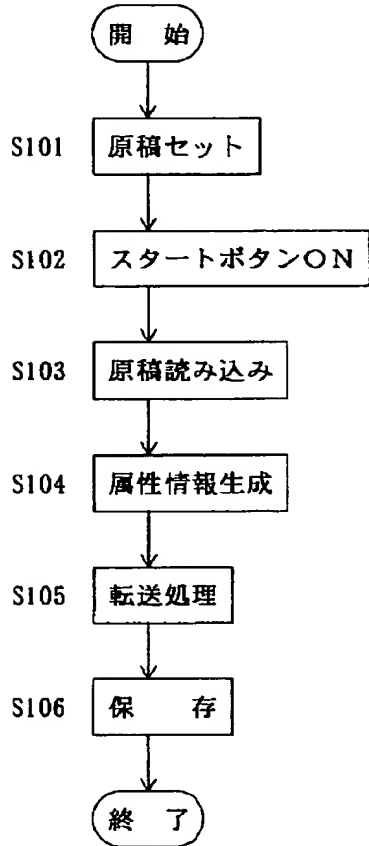 開　始
S101 原稿セット
S102 スタートボタンＯＮ
S103 原稿読み込み
S104 属性情報生成
S105 転送処理
S106 保　　存
終　了